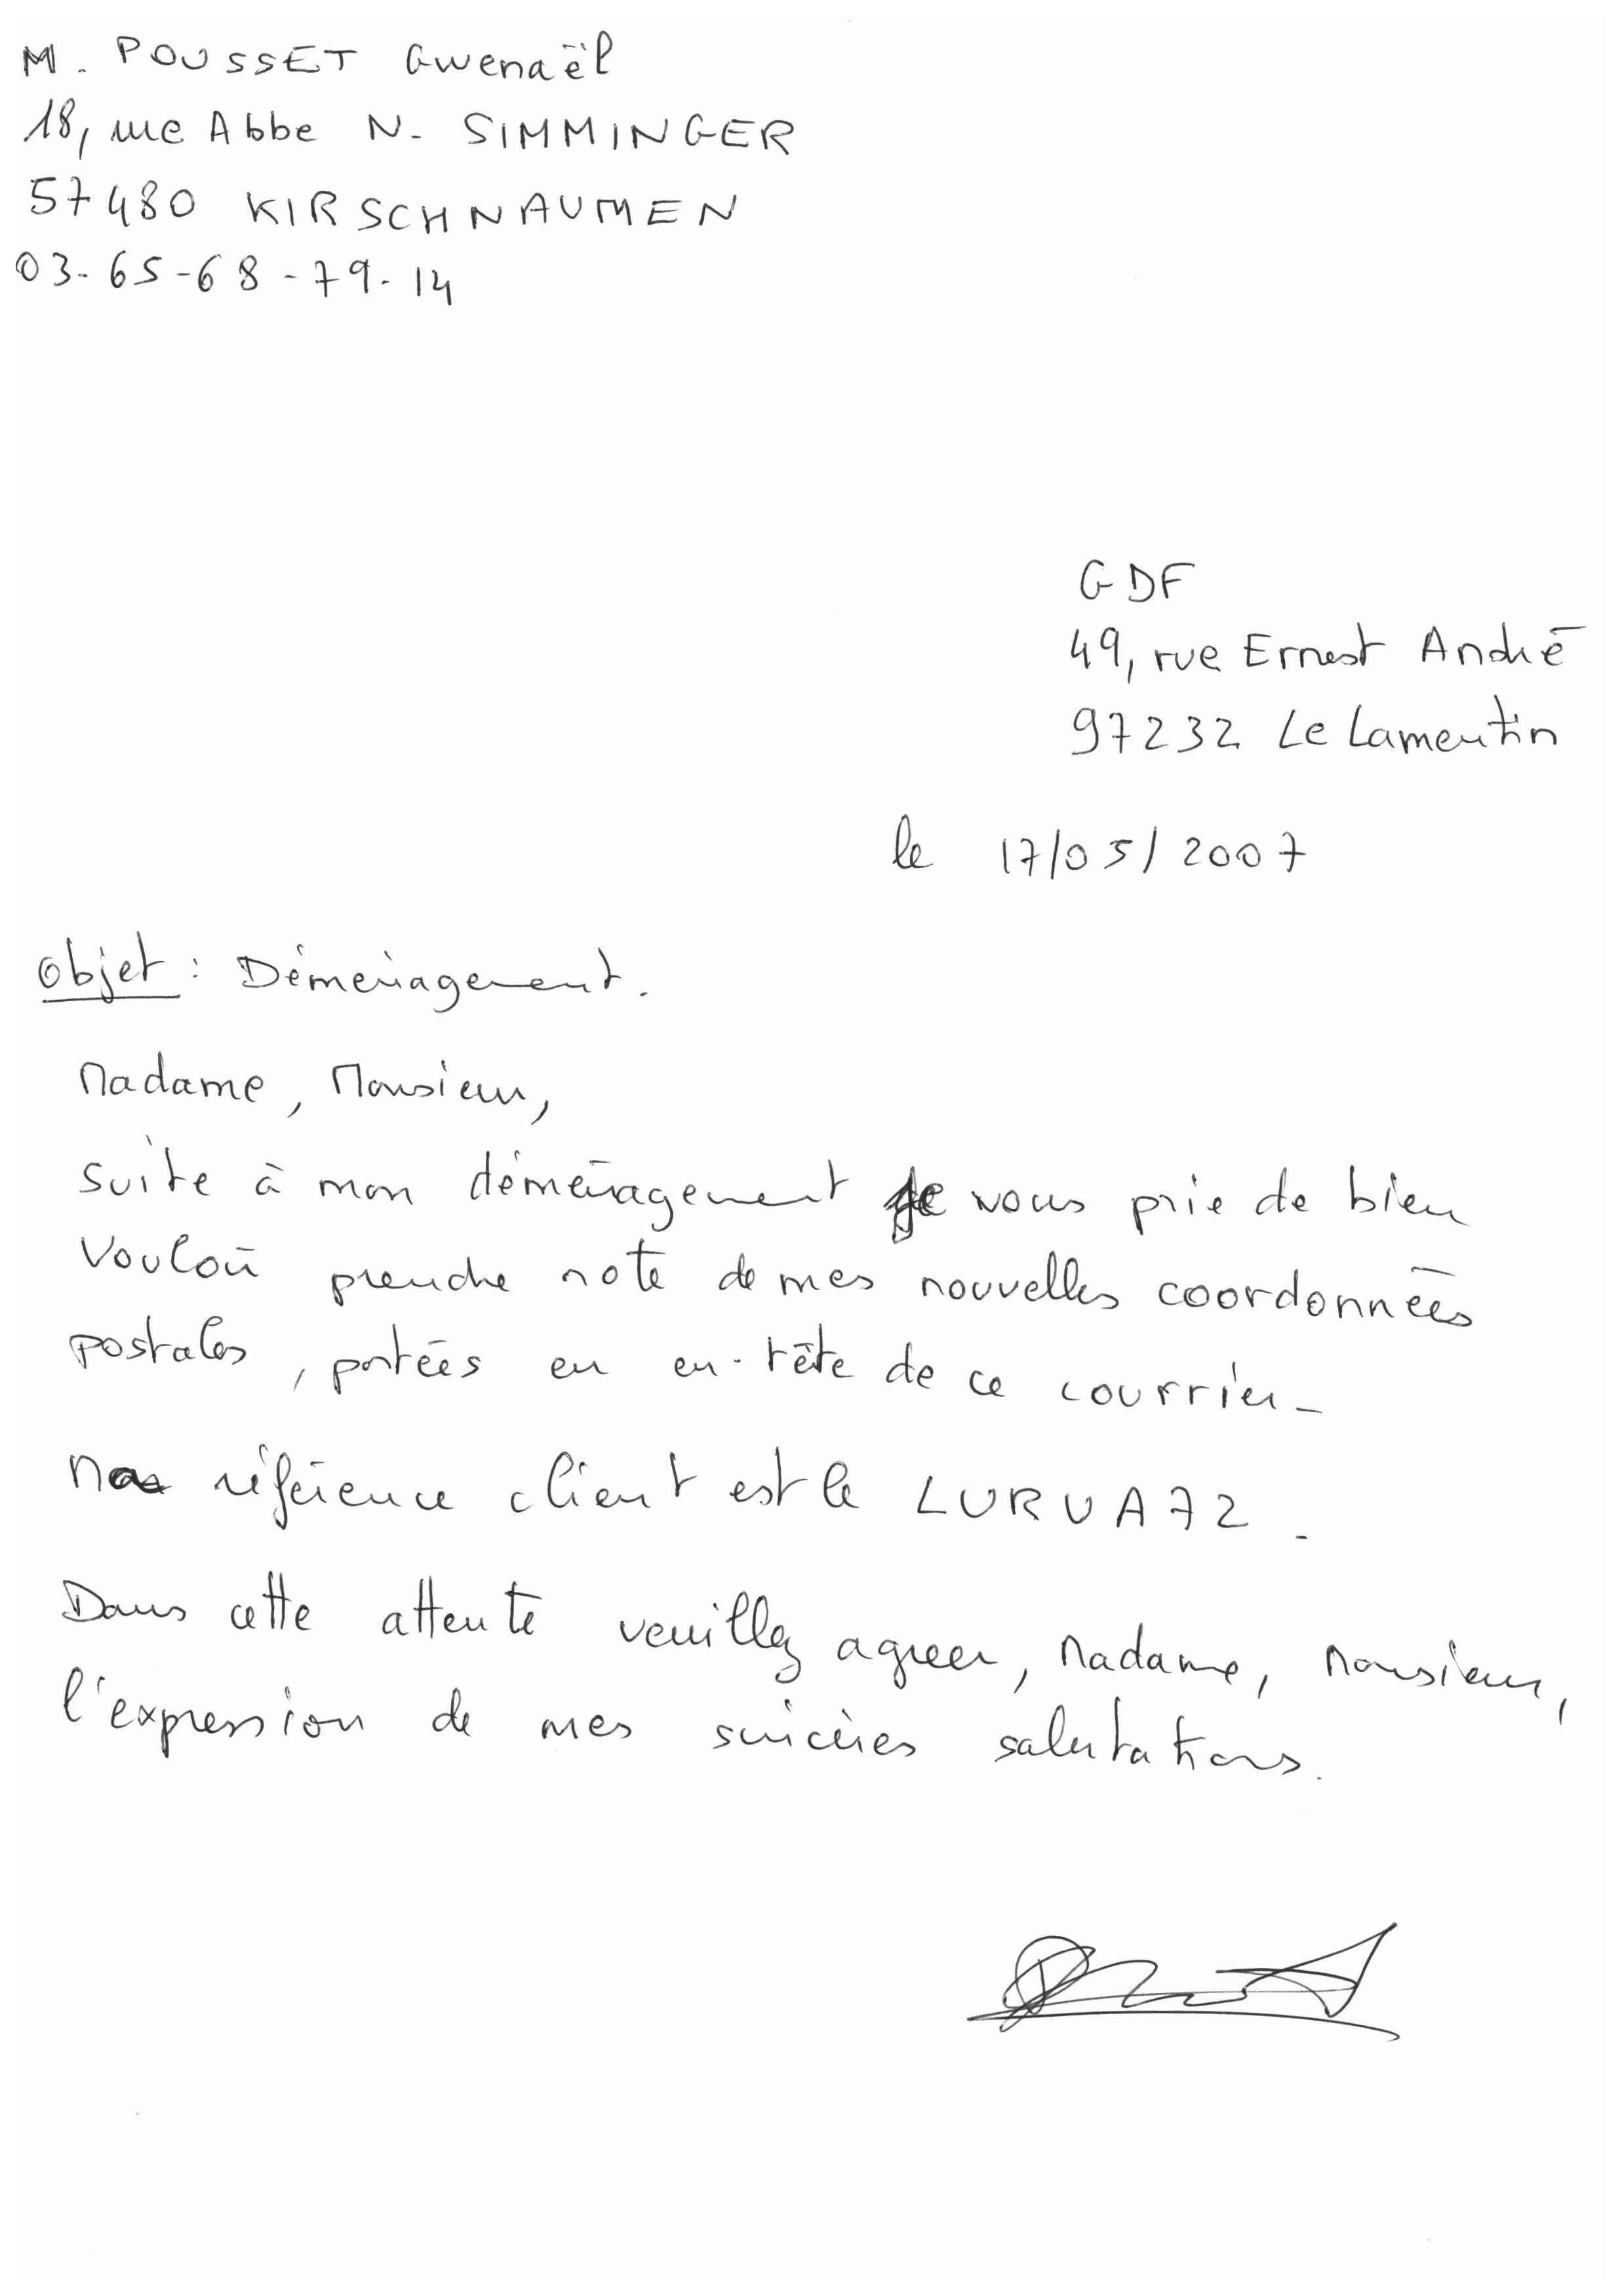 M. POUSSET Gwenaël
18, rue Abbe N. SIMMINGER
57480 KIRSCHNAUMEN
03-65-68-79-14
GDF
49, rue Ernest André
97232 Le Lamentin
le 17/05/2007
Objet : Déménagement.
Madame, Monsieur,
suite à mon déménagement je vous prie de bien
vouloir prendre note de mes nouvelles coordonnées
postales, portées en en-tête de ce courrier.
Ma référence client est le LURUA72.
Dans cette attente veuillez agreer, Madame, Monsieur,
l'expression de mes sincères salutations.